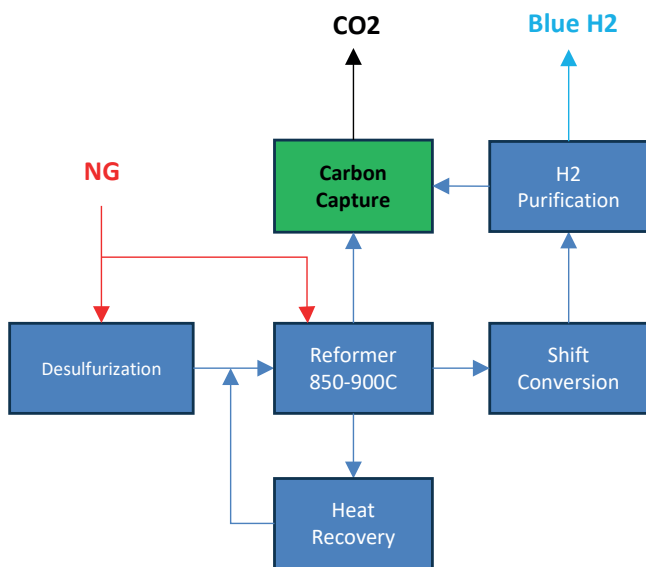 CO2
Blue H2
NG
Carbon
Capture
H2
Purification
Desulfurization
Reformer
850-900C
Shift
Conversion
Heat
Recovery